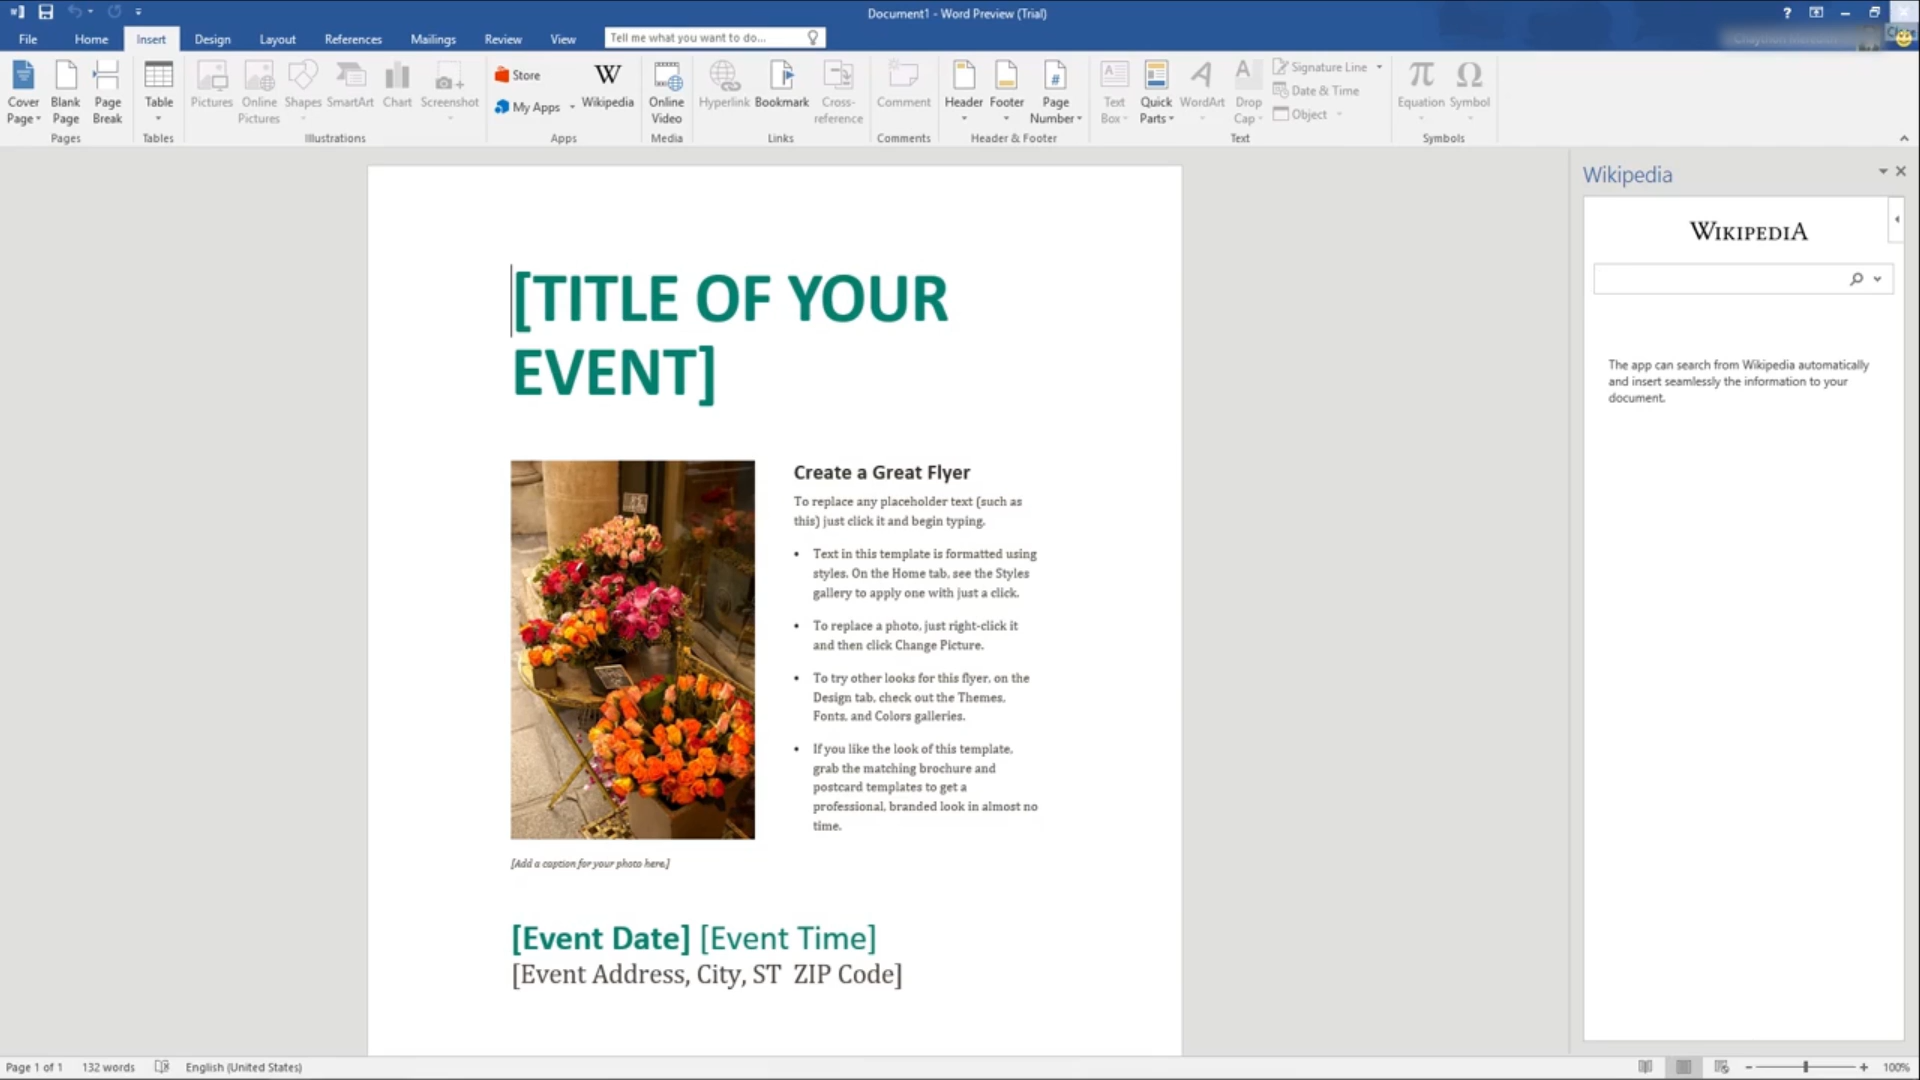 Document1 - Word Preview (Trial)
File Home Insert Design Layout References Mailings Review View Tell me what you want to do...
Cover Page
Blank Page
Page Break
Pages
Table
Tables
Pictures
Online Pictures
Shapes
SmartArt
Chart
Screenshot
Illustrations
Store
My Apps
Wikipedia
Apps
Online Video
Media
Hyperlink
Bookmark
Cross-reference
Links
Comment
Comments
Header
Footer
Page Number
Header & Footer
Text Box
Quick Parts
WordArt
Drop Cap
Signature Line
Date & Time
Object
Text
Equation
Symbol
Symbols
[TITLE OF YOUR
EVENT]
Create a Great Flyer
To replace any placeholder text (such as
this) just click it and begin typing.
• Text in this template is formatted using
styles. On the Home tab, see the Styles
gallery to apply one with just a click.
• To replace a photo, just right-click it
and then click Change Picture.
• To try other looks for this flyer, on the
Design tab, check out the Themes,
Fonts, and Colors galleries.
• If you like the look of this template,
grab the matching brochure and
postcard templates to get a
professional, branded look in almost no
time.
[Add a caption for your photo here.]
[Event Date] [Event Time]
[Event Address, City, ST  ZIP Code]
Wikipedia
WIKIPEDIA
The app can search from Wikipedia automatically
and insert seamlessly the information to your
document.
Page 1 of 1 132 words English (United States) 100%